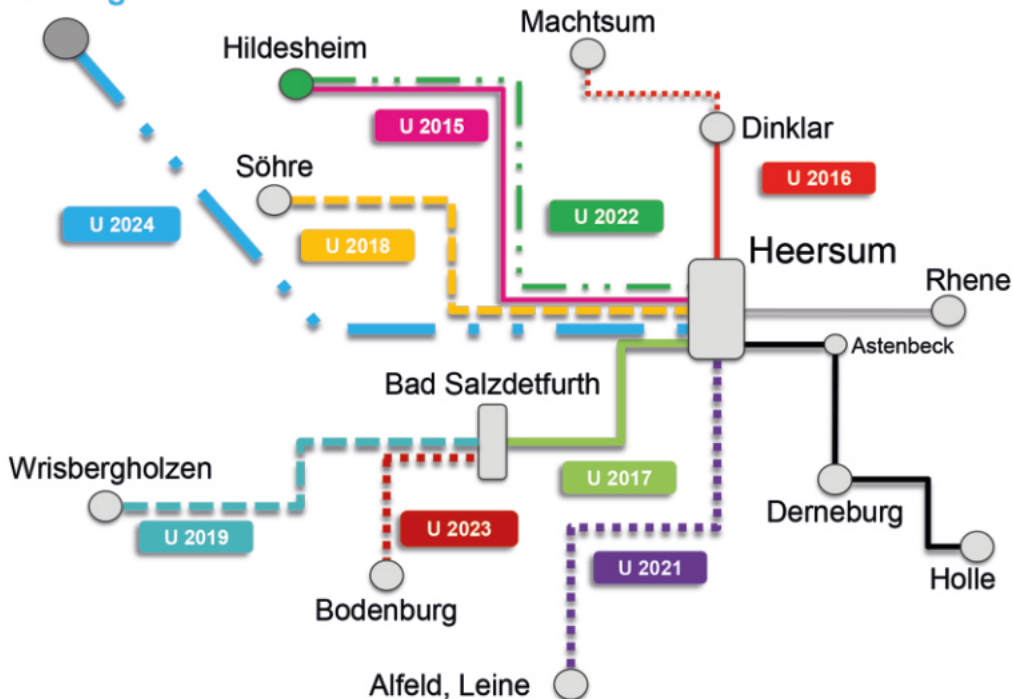 Machtsum
Hildesheim
U 2015
Dinklar
Söhre
U 2016
U 2024
U 2022
U 2018
Heersum
Rhene
Astenbeck
Bad Salzdetfurth
Wrisbergholzen
U 2017
Derneburg
U 2019
U 2023
U 2021
Holle
Bodenburg
Alfeld, Leine